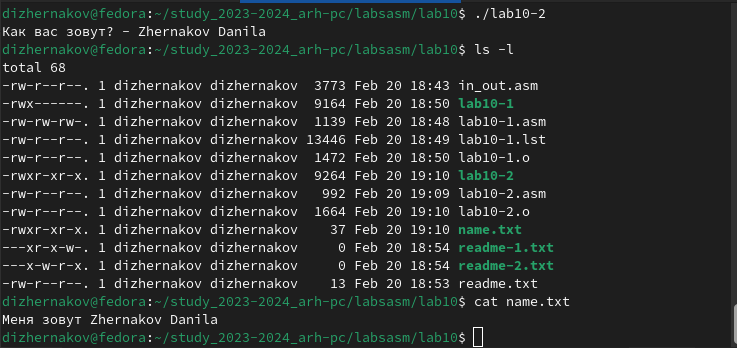 dizhernakov@fedora:~/study_2023-2024_arh-pc/labsasm/lab10$ ./lab10-2
Как вас зовут? - Zhernakov Danila
dizhernakov@fedora:~/study_2023-2024_arh-pc/labsasm/lab10$ ls -l
total 68
-rw-r--r--. 1 dizhernakov dizhernakov  3773 Feb 20 18:43 in_out.asm
-rwx------. 1 dizhernakov dizhernakov  9164 Feb 20 18:50 lab10-1
-rw-rw-rw-. 1 dizhernakov dizhernakov  1139 Feb 20 18:48 lab10-1.asm
-rw-r--r--. 1 dizhernakov dizhernakov 13446 Feb 20 18:49 lab10-1.lst
-rw-r--r--. 1 dizhernakov dizhernakov  1472 Feb 20 18:50 lab10-1.o
-rwxr-xr-x. 1 dizhernakov dizhernakov  9264 Feb 20 19:10 lab10-2
-rw-r--r--. 1 dizhernakov dizhernakov   992 Feb 20 19:09 lab10-2.asm
-rw-r--r--. 1 dizhernakov dizhernakov  1664 Feb 20 19:10 lab10-2.o
-rwxr-xr-x. 1 dizhernakov dizhernakov    37 Feb 20 19:10 name.txt
---xr-x-w-. 1 dizhernakov dizhernakov     0 Feb 20 18:54 readme-1.txt
---x-w-r-x. 1 dizhernakov dizhernakov     0 Feb 20 18:54 readme-2.txt
-rw-r--r--. 1 dizhernakov dizhernakov    13 Feb 20 18:53 readme.txt
dizhernakov@fedora:~/study_2023-2024_arh-pc/labsasm/lab10$ cat name.txt
Меня зовут Zhernakov Danila
dizhernakov@fedora:~/study_2023-2024_arh-pc/labsasm/lab10$